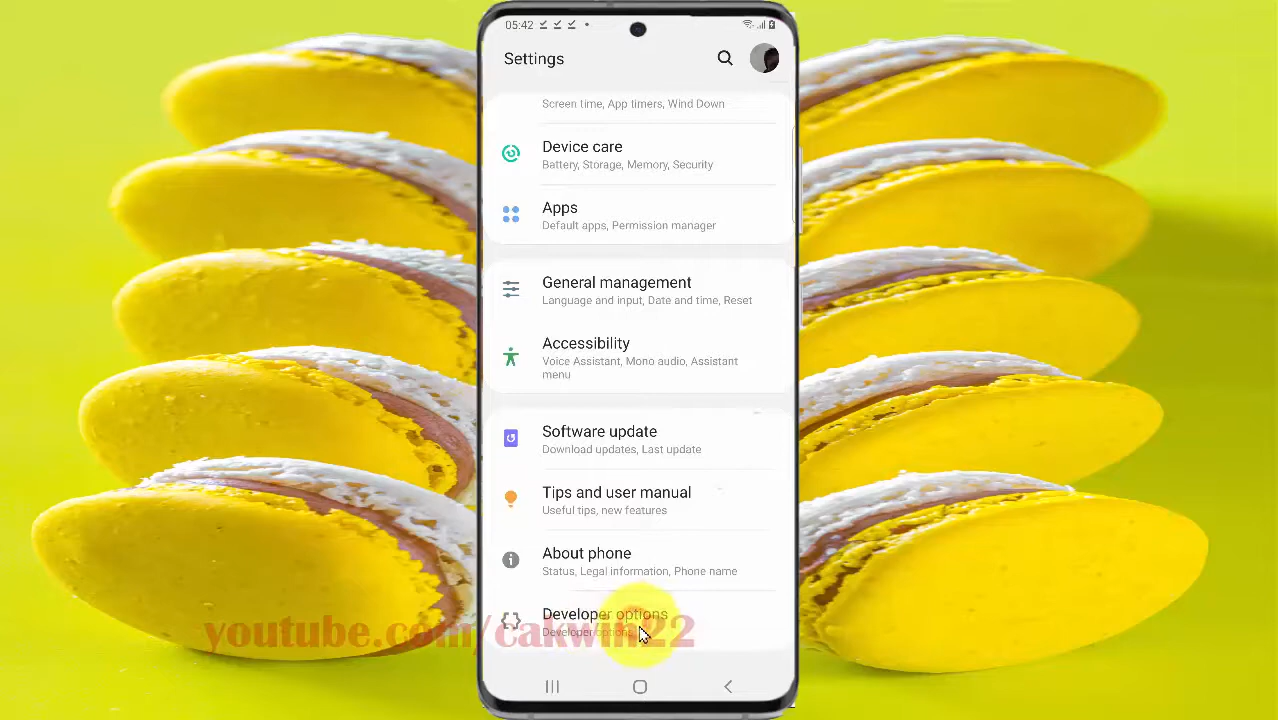 05:42
Settings
Screen time, App timers, Wind Down
Device care
Battery, Storage, Memory, Security
Apps
Default apps, Permission manager
General management
Language and input, Date and time, Reset
Accessibility
Voice Assistant, Mono audio, Assistant
menu
Software update
Download updates, Last update
Tips and user manual
Useful tips, new features
About phone
Status, Legal information, Phone name
Developer options
Developer options
youtube.com/cakwin22